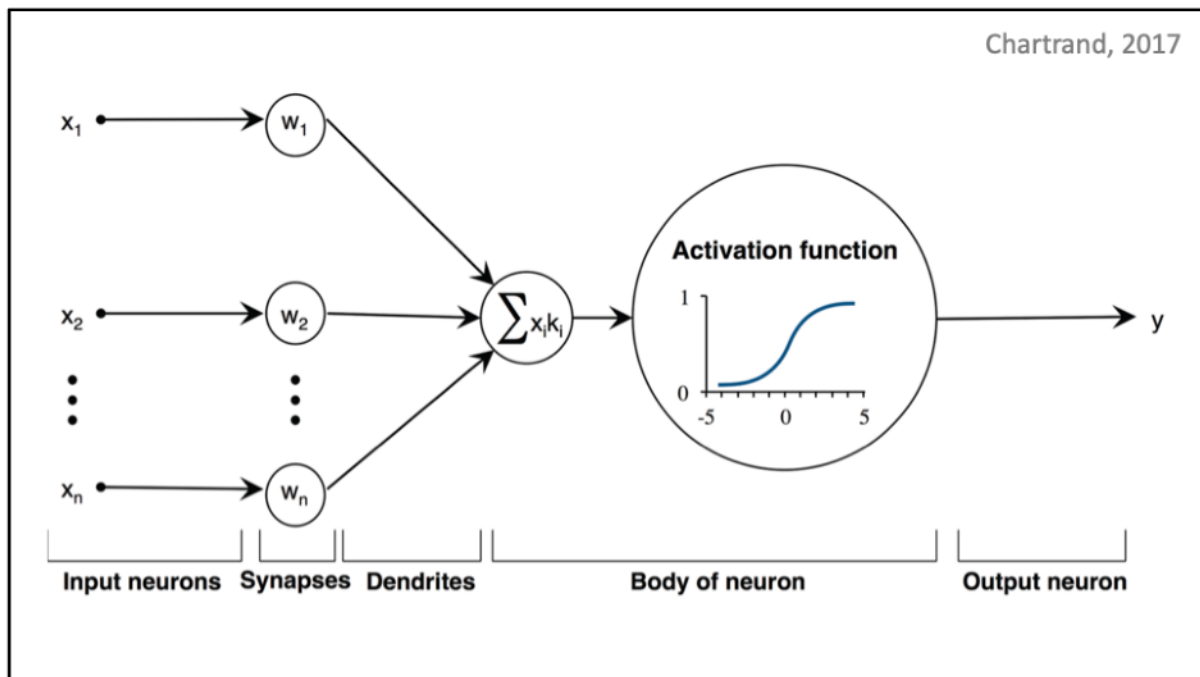 Chartrand, 2017
x₁
w₁
Activation function
1
x₂
w₂
∑xᵢkᵢ
y
0
-5 0 5
xₙ
wₙ
Input neurons Synapses Dendrites Body of neuron Output neuron